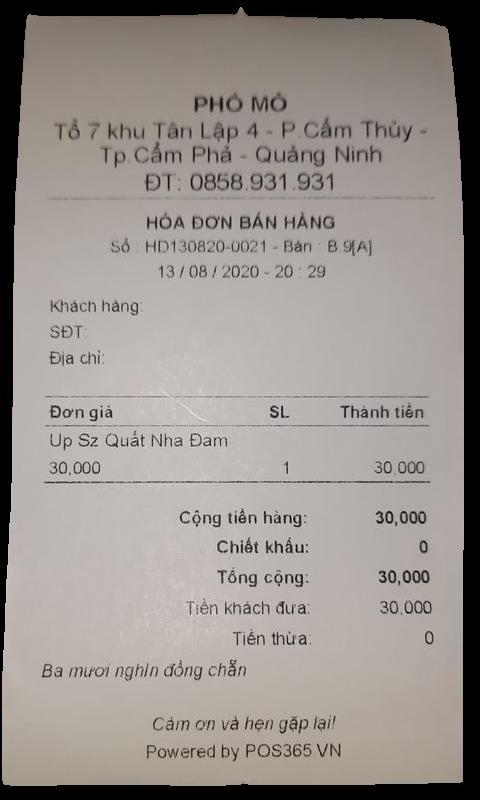 PHỐ MỎ
Tổ 7 khu Tân Lập 4 - P.Cẩm Thủy -
Tp.Cẩm Phả - Quảng Ninh
ĐT: 0858.931.931
HÓA ĐƠN BÁN HÀNG
Số : HD130820-0021 - Bàn : B.9[A]
13 / 08 / 2020 - 20 : 29
Khách hàng:
SĐT:
Địa chỉ:
Đơn giá SL Thành tiền
Up Sz Quất Nha Đam
30,000 1 30,000
Cộng tiền hàng: 30,000
Chiết khấu: 0
Tổng cộng: 30,000
Tiền khách đưa: 30,000
Tiền thừa: 0
Ba mươi nghìn đồng chẵn
Cảm ơn và hẹn gặp lại!
Powered by POS365.VN